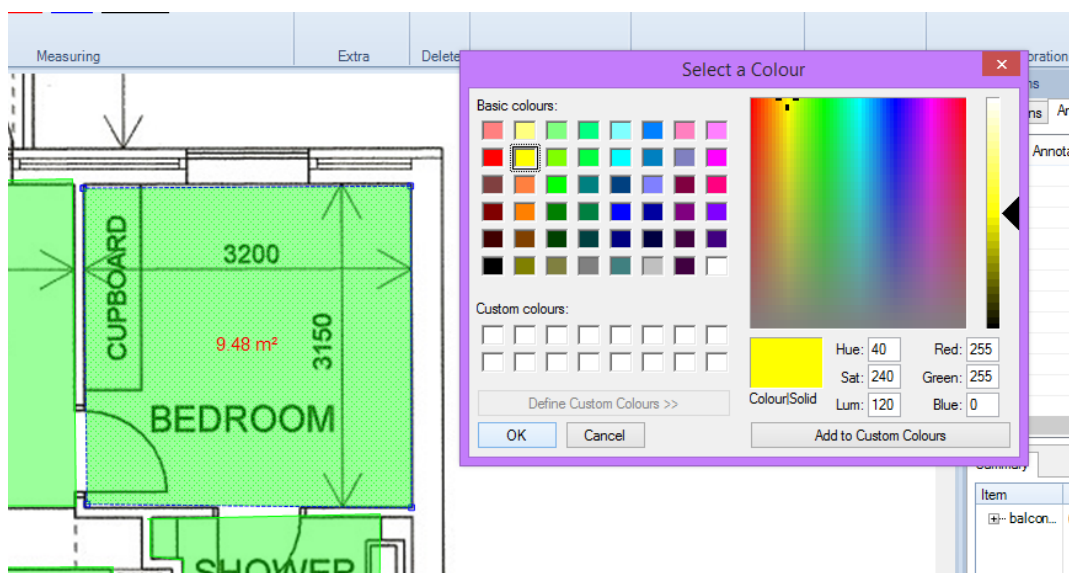 Measuring
Extra
Delete
Select a Colour
Basic colours:
Custom colours:
Define Custom Colours >>
OK
Cancel
Hue: 40
Sat: 240
Lum: 120
Red: 255
Green: 255
Blue: 0
Colour|Solid
Add to Custom Colours
CUPBOARD
3200
3150
9.48 m²
BEDROOM
SHOWER
Item
balcon...